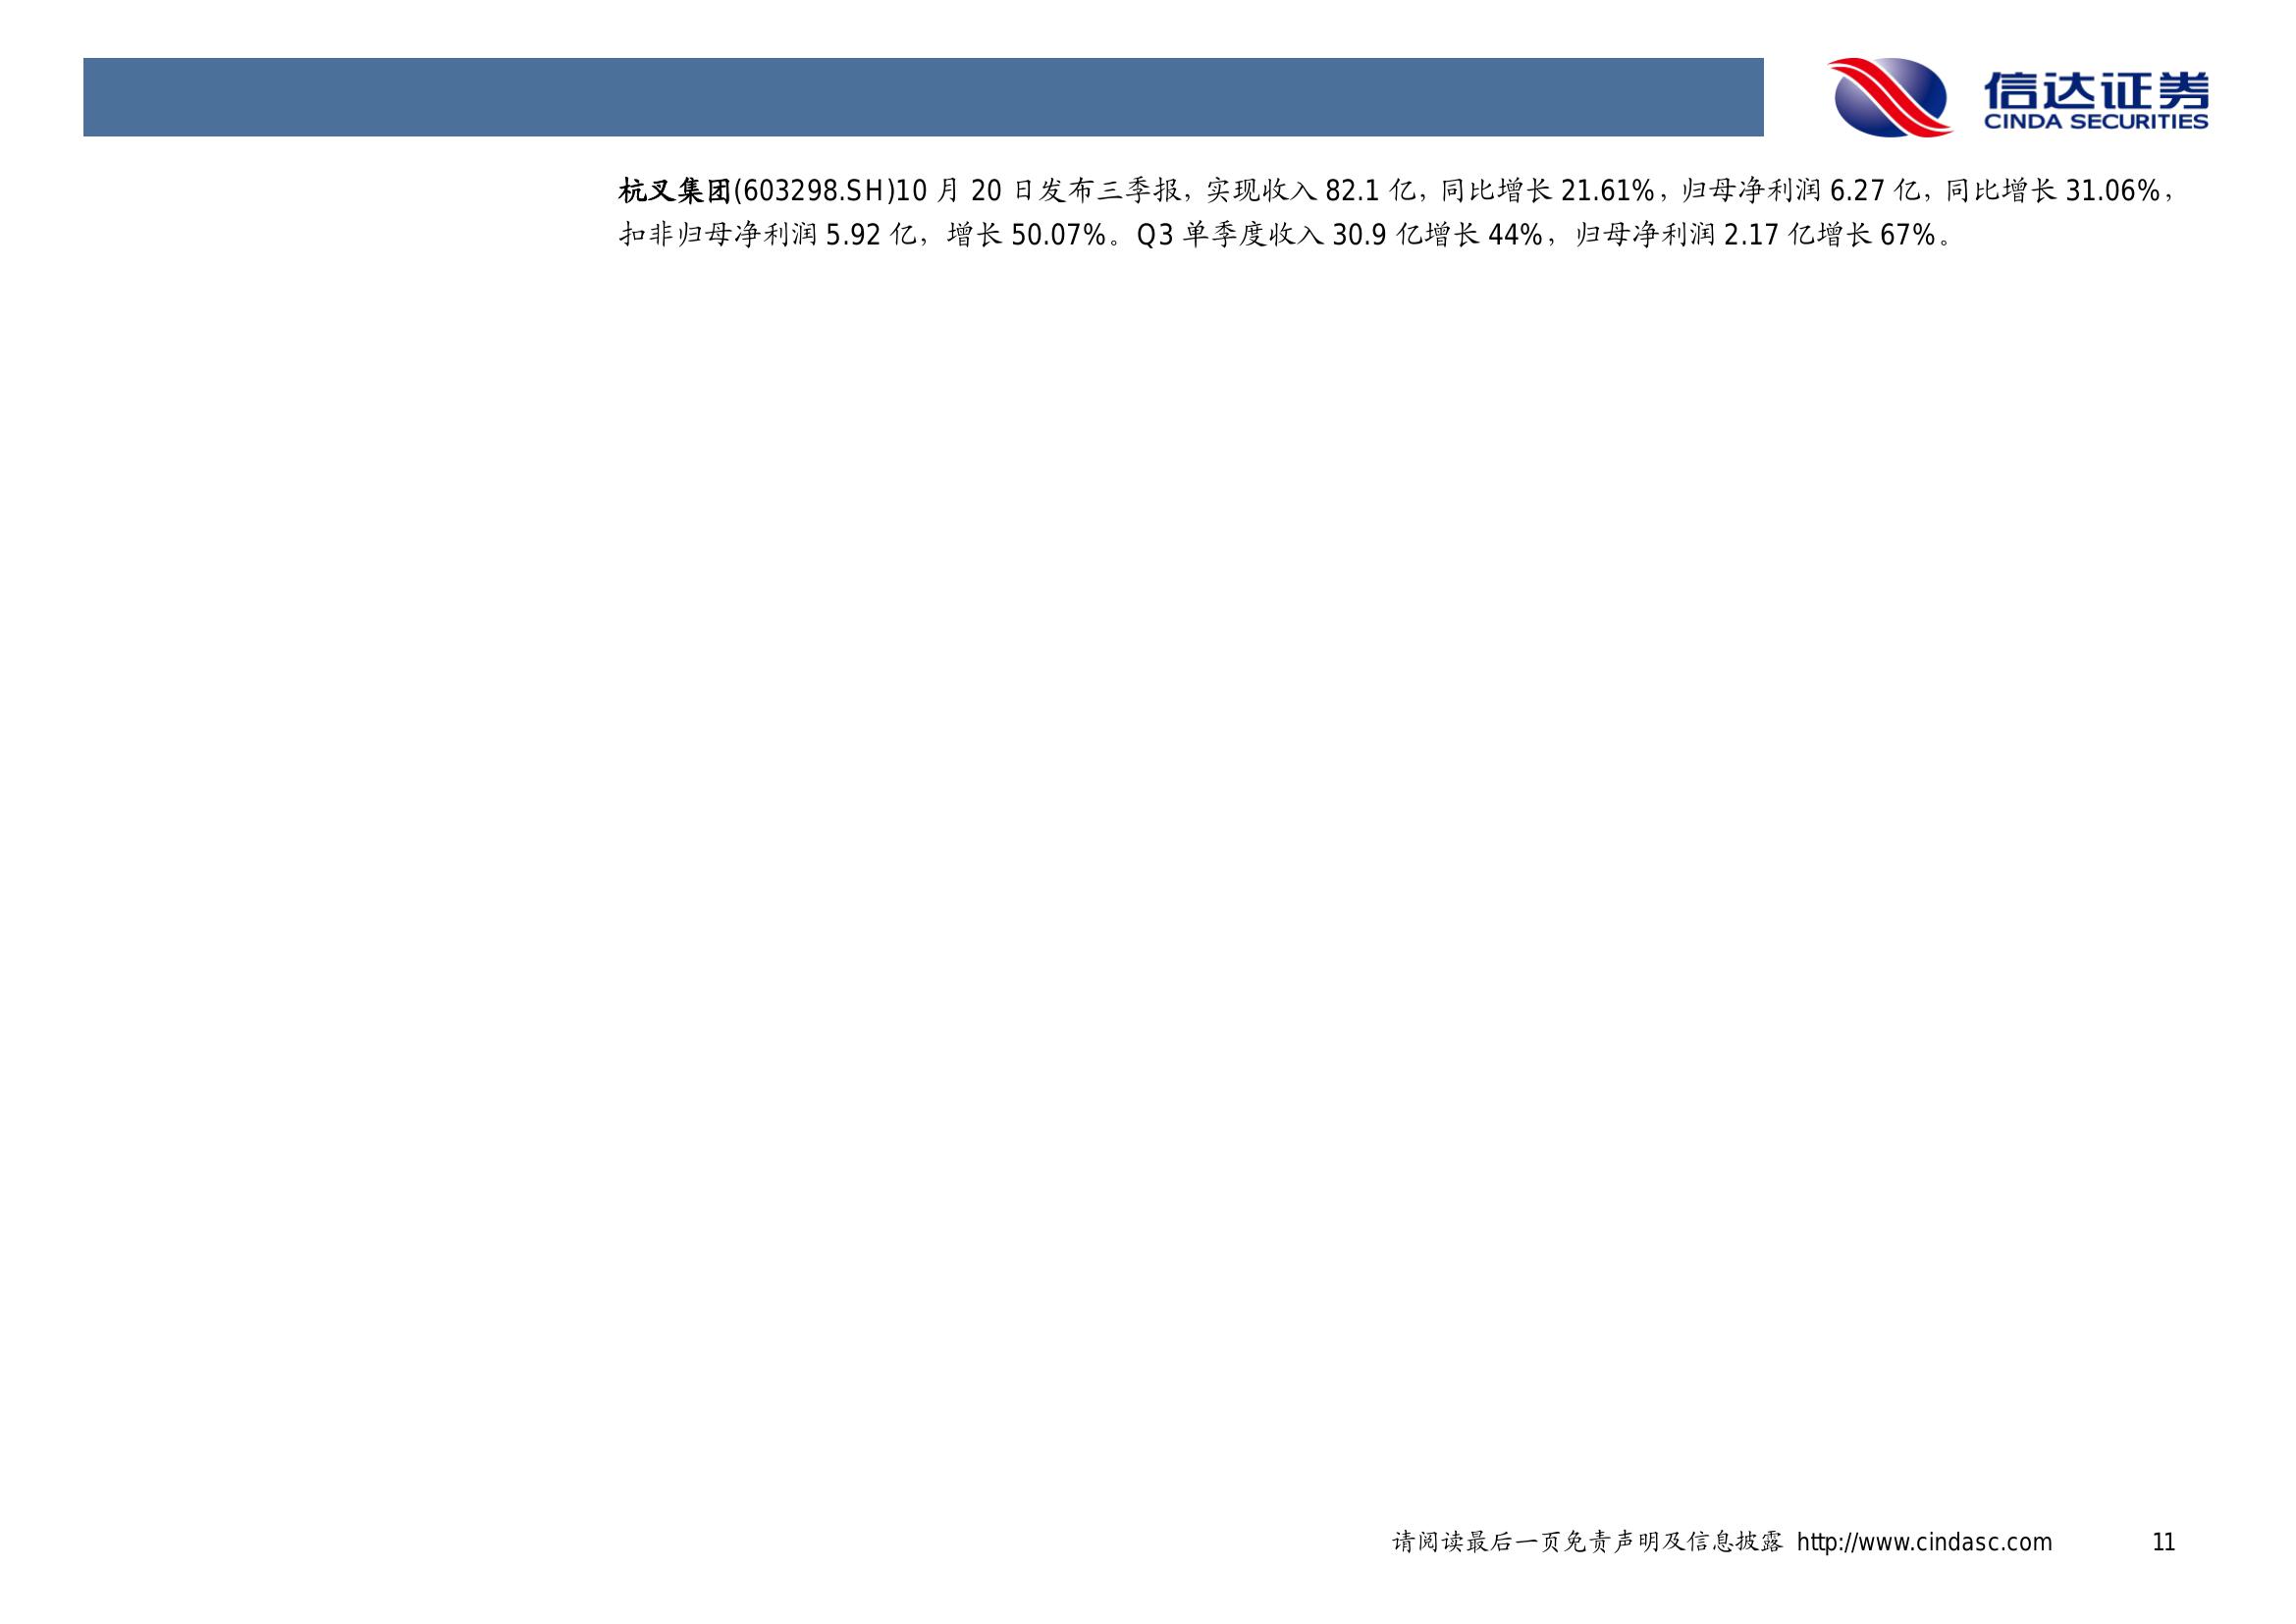 信达证券
CINDA SECURITIES
杭叉集团(603298.SH)10 月 20 日发布三季报，实现收入 82.1 亿，同比增长 21.61%，归母净利润 6.27 亿，同比增长 31.06%，
扣非归母净利润 5.92 亿，增长 50.07%。Q3 单季度收入 30.9 亿增长 44%，归母净利润 2.17 亿增长 67%。
请阅读最后一页免责声明及信息披露 http://www.cindasc.com 11